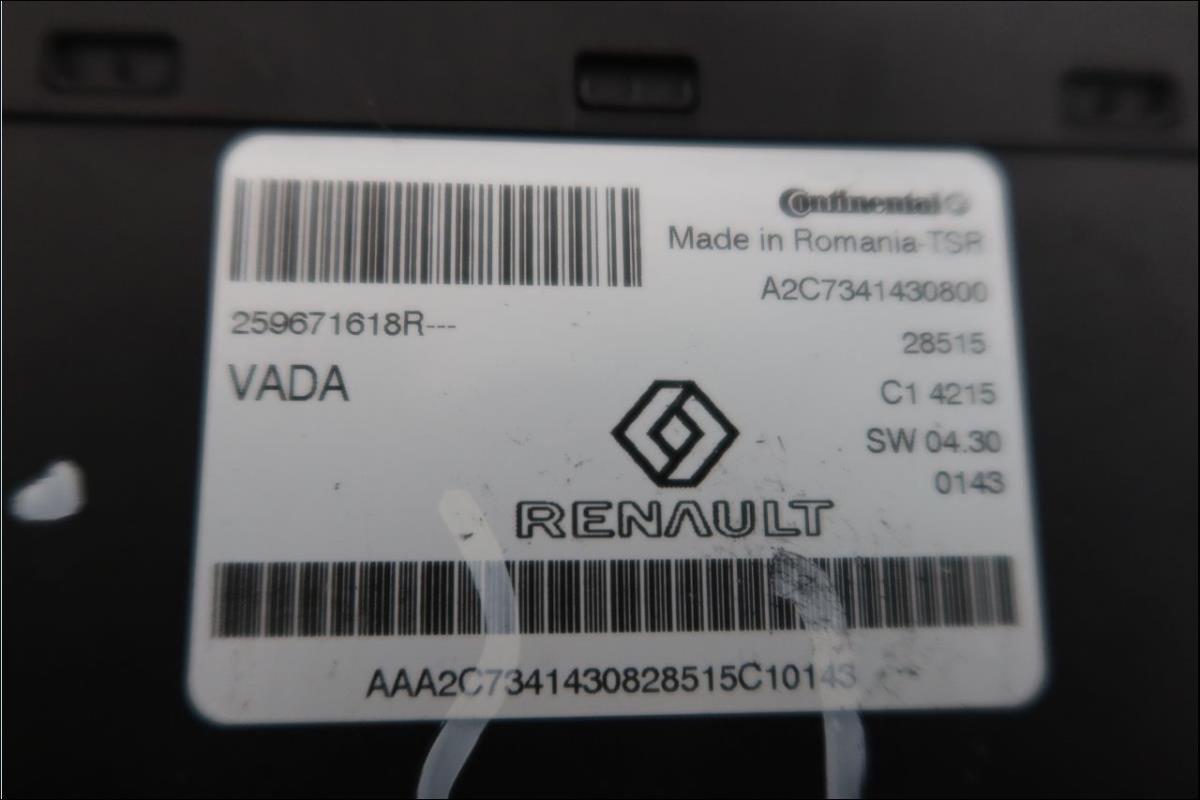 Continental
Made in Romania-TSR
A2C7341430800
259671618R---
28515
VADA
C1 4215
SW 04.30
0143
RENAULT
AAA2C7341430828515C10143